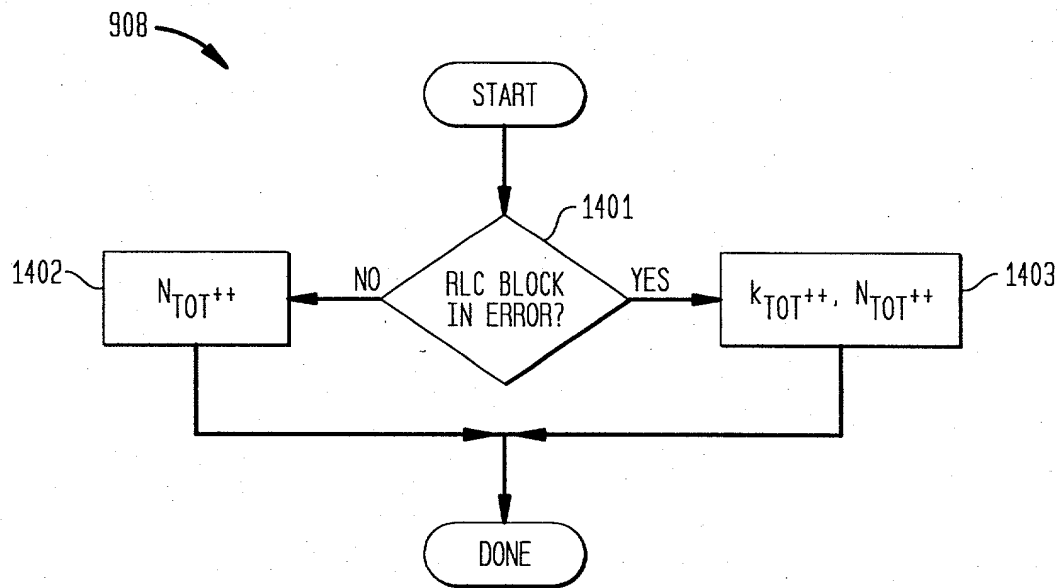 908
START
1401
1402
NO
RLC BLOCK
IN ERROR?
YES
1403
N_TOT++
k_TOT++, N_TOT++
DONE